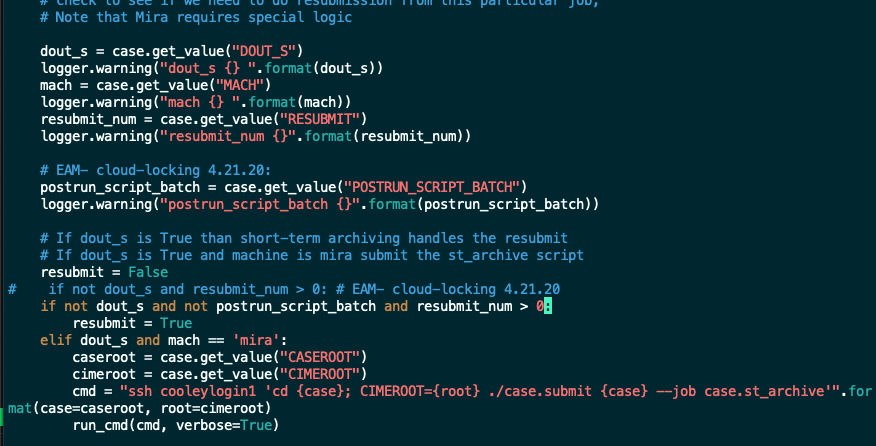 # check to see if we need to do resubmission from this particular job,
# Note that Mira requires special logic
dout_s = case.get_value("DOUT_S")
logger.warning("dout_s {} ".format(dout_s))
mach = case.get_value("MACH")
logger.warning("mach {} ".format(mach))
resubmit_num = case.get_value("RESUBMIT")
logger.warning("resubmit_num {}".format(resubmit_num))
# EAM- cloud-locking 4.21.20:
postrun_script_batch = case.get_value("POSTRUN_SCRIPT_BATCH")
logger.warning("postrun_script_batch {}".format(postrun_script_batch))
# If dout_s is True than short-term archiving handles the resubmit
# If dout_s is True and machine is mira submit the st_archive script
resubmit = False
#    if not dout_s and resubmit_num > 0: # EAM- cloud-locking 4.21.20
if not dout_s and not postrun_script_batch and resubmit_num > 0:
resubmit = True
elif dout_s and mach == 'mira':
caseroot = case.get_value("CASEROOT")
cimeroot = case.get_value("CIMEROOT")
cmd = "ssh cooleylogin1 'cd {case}; CIMEROOT={root} ./case.submit {case} --job case.st_archive'".for
mat(case=caseroot, root=cimeroot)
run_cmd(cmd, verbose=True)